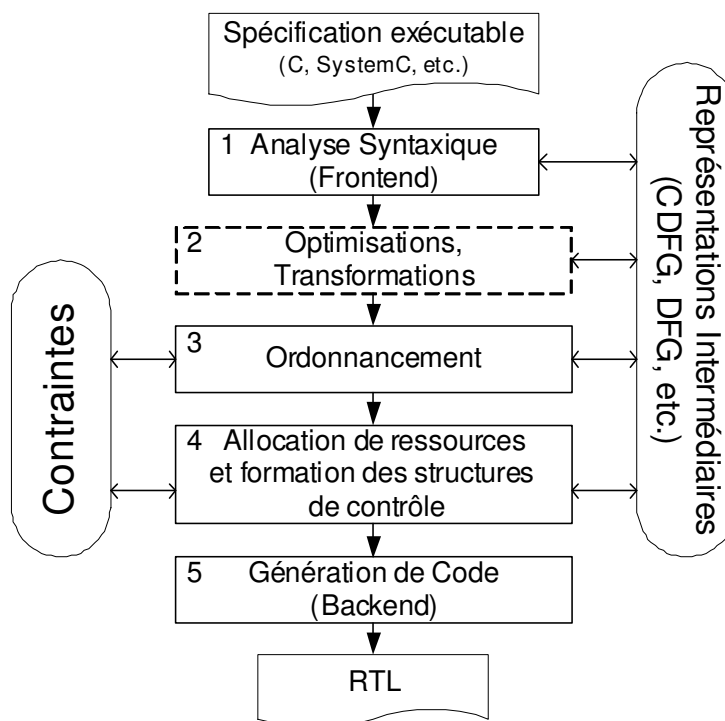 Spécification exécutable
(C, SystemC, etc.)
1 Analyse Syntaxique
(Frontend)
2 Optimisations,
Transformations
3 Ordonnancement
4 Allocation de ressources
et formation des structures
de contrôle
5 Génération de Code
(Backend)
RTL
Contraintes
Représentations Intermédiaires
(CDFG, DFG, etc.)